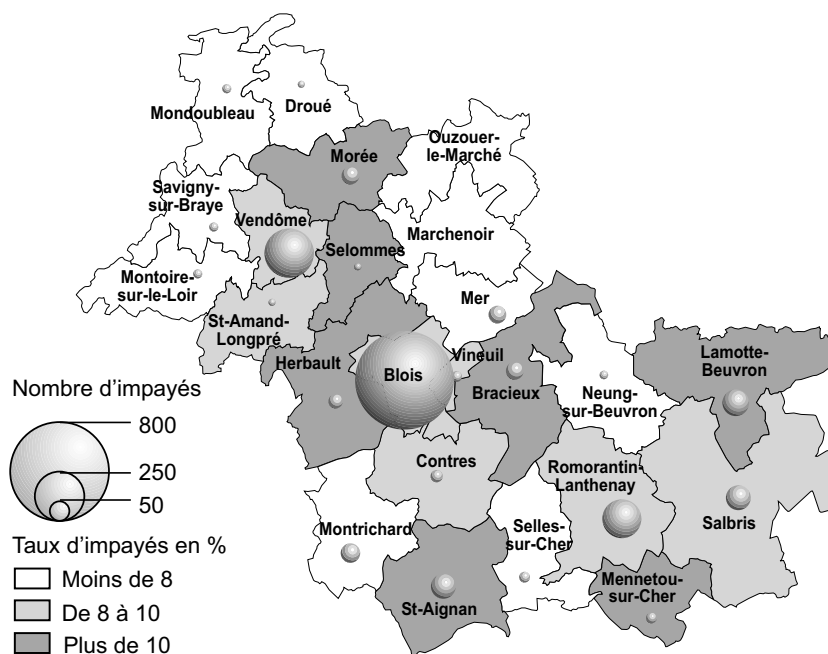 Mondoubleau
Droué
Ouzouer-
le-Marché
Morée
Savigny-
sur-Braye
Vendôme
Marchenoir
Selommes
Montoire-
sur-le-Loir
Mer
St-Amand-
Longpré
Herbault
Blois
Vineuil
Bracieux
Neung-
sur-Beuvron
Lamotte-
Beuvron
Contres
Romorantin-
Lanthenay
Salbris
Montrichard
Selles-
sur-Cher
St-Aignan
Mennetou-
sur-Cher
Nombre d'impayés
800
250
50
Taux d'impayés en %
Moins de 8
De 8 à 10
Plus de 10